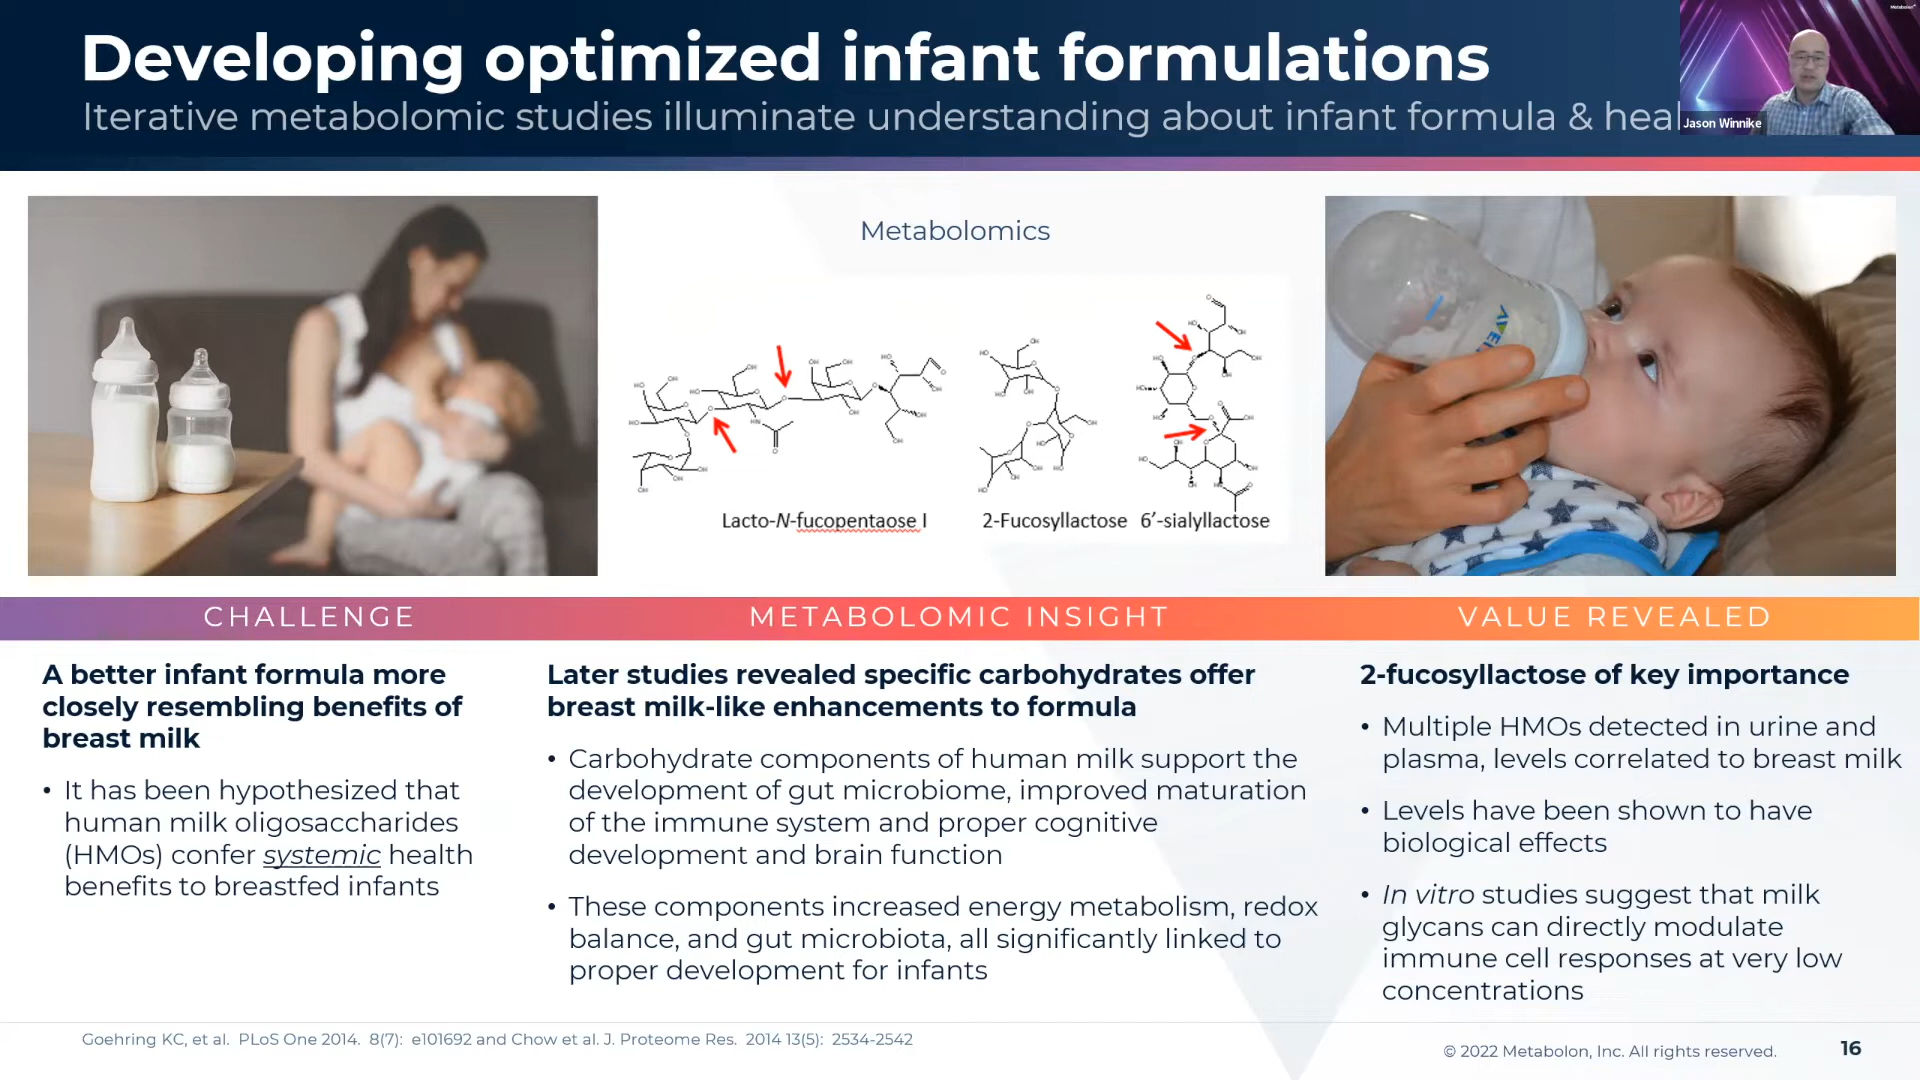 Developing optimized infant formulations
Iterative metabolomic studies illuminate understanding about infant formula & heal
Metabolon
Jason Winnike
Metabolomics
AVEN
Lacto-N-fucopentaose I
2-Fucosyllactose
6′-sialyllactose
CHALLENGE
METABOLOMIC INSIGHT
VALUE REVEALED
A better infant formula more
closely resembling benefits of
breast milk
• It has been hypothesized that
human milk oligosaccharides
(HMOs) confer systemic health
benefits to breastfed infants
Later studies revealed specific carbohydrates offer
breast milk-like enhancements to formula
• Carbohydrate components of human milk support the
development of gut microbiome, improved maturation
of the immune system and proper cognitive
development and brain function
• These components increased energy metabolism, redox
balance, and gut microbiota, all significantly linked to
proper development for infants
2-fucosyllactose of key importance
• Multiple HMOs detected in urine and
plasma, levels correlated to breast milk
• Levels have been shown to have
biological effects
• In vitro studies suggest that milk
glycans can directly modulate
immune cell responses at very low
concentrations
Goehring KC, et al. PLoS One 2014. 8(7): e101692 and Chow et al. J. Proteome Res. 2014 13(5): 2534-2542
© 2022 Metabolon, Inc. All rights reserved.
16